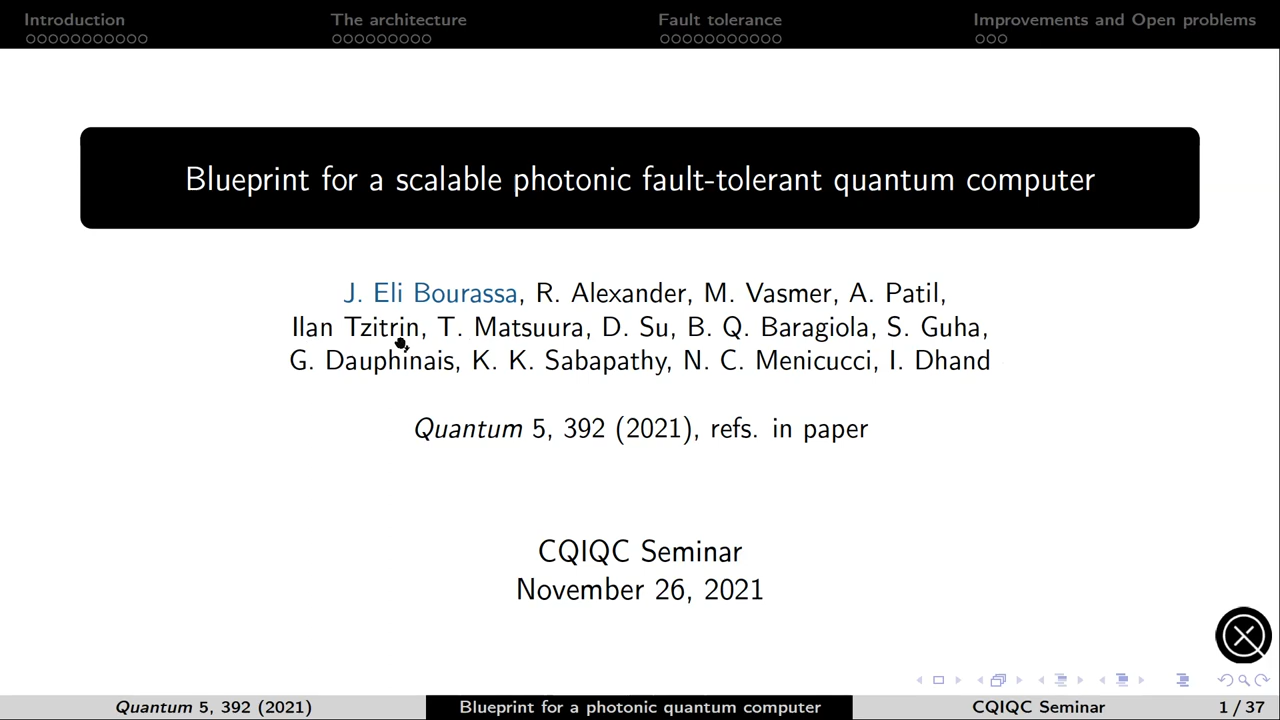 Introduction The architecture Fault tolerance Improvements and Open problems
Blueprint for a scalable photonic fault-tolerant quantum computer
J. Eli Bourassa, R. Alexander, M. Vasmer, A. Patil,
Ilan Tzitrin, T. Matsuura, D. Su, B. Q. Baragiola, S. Guha,
G. Dauphinais, K. K. Sabapathy, N. C. Menicucci, I. Dhand
Quantum 5, 392 (2021), refs. in paper
CQIQC Seminar
November 26, 2021
Quantum 5, 392 (2021) Blueprint for a photonic quantum computer CQIQC Seminar 1 / 37